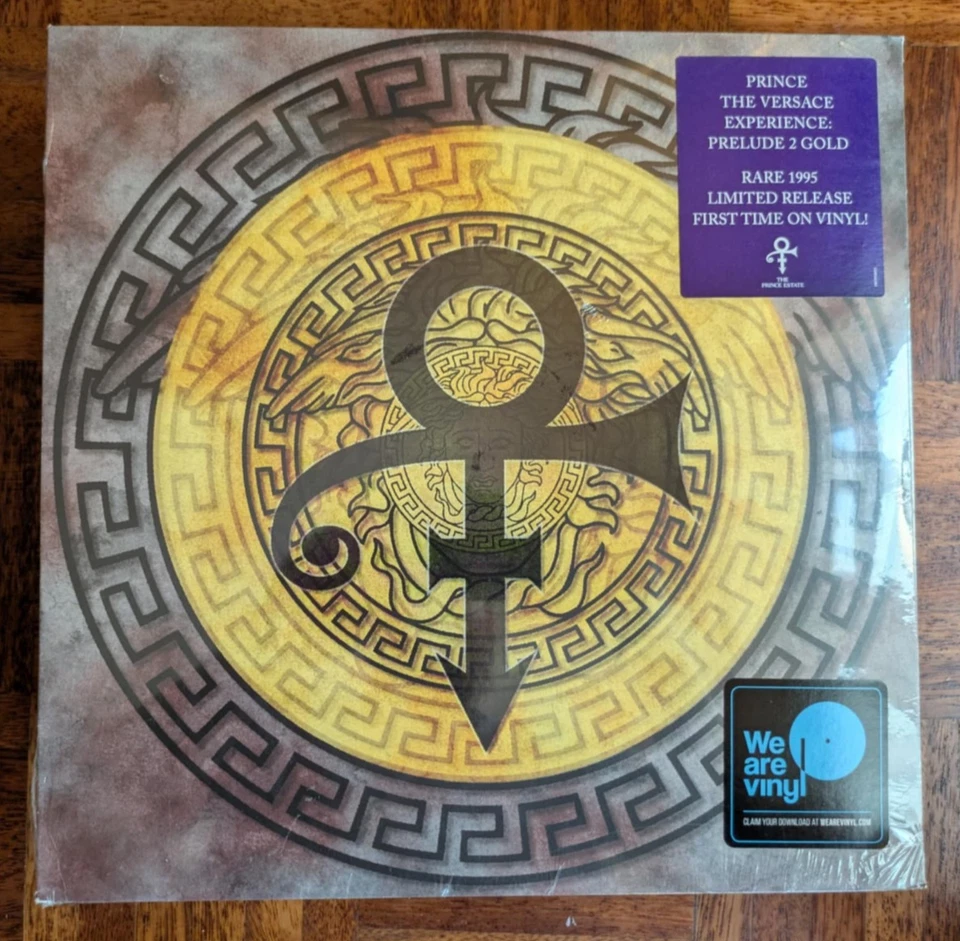 PRINCE
THE VERSACE
EXPERIENCE:
PRELUDE 2 GOLD
RARE 1995
LIMITED RELEASE
FIRST TIME ON VINYL!
THE
PRINCE ESTATE
We
are
vinyl
CLAIM YOUR DOWNLOAD AT WEAREVINYL.COM